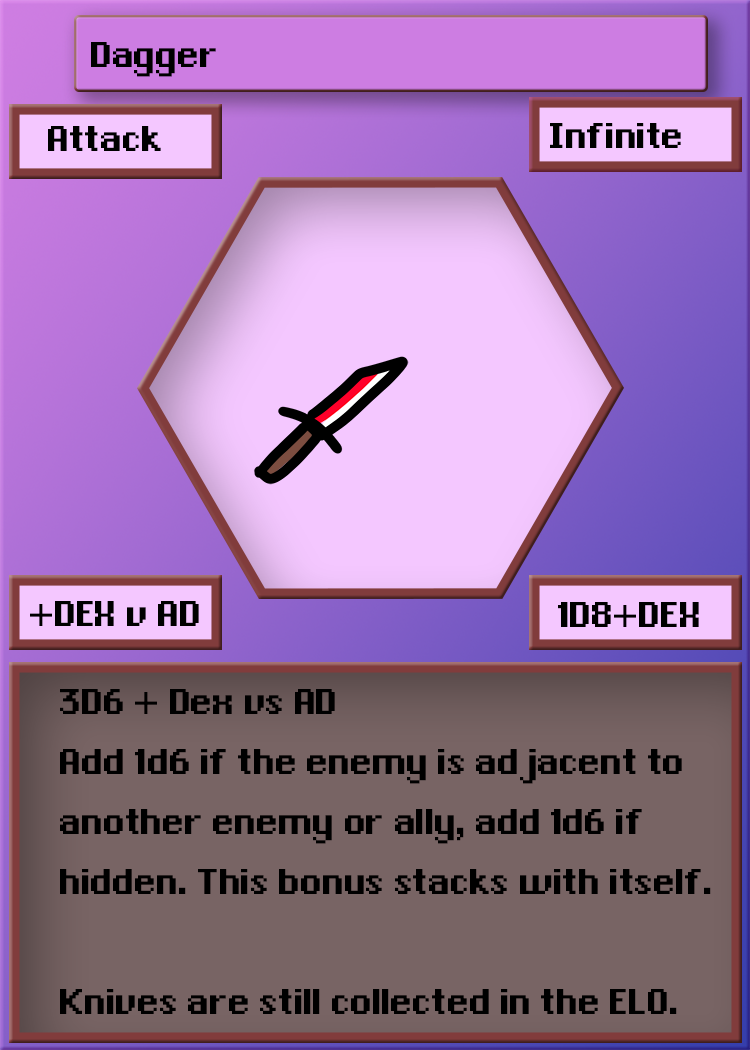 Dagger
Attack
Infinite
+DEX v AD
1D8+DEX
3D6 + Dex vs AD
Add 1d6 if the enemy is adjacent to
another enemy or ally, add 1d6 if
hidden. This bonus stacks with itself.
Knives are still collected in the ELO.